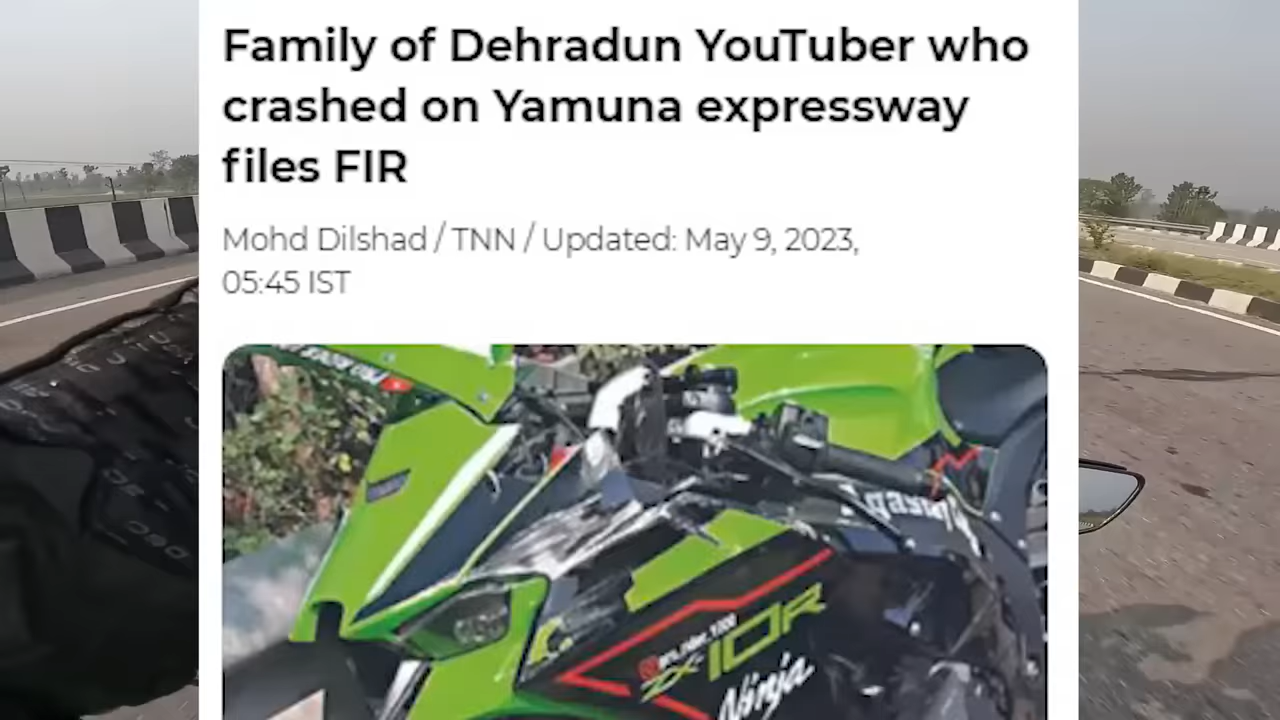 Family of Dehradun YouTuber who
crashed on Yamuna expressway
files FIR
Mohd Dilshad / TNN / Updated: May 9, 2023,
05:45 IST
ZX-10R
Ninja